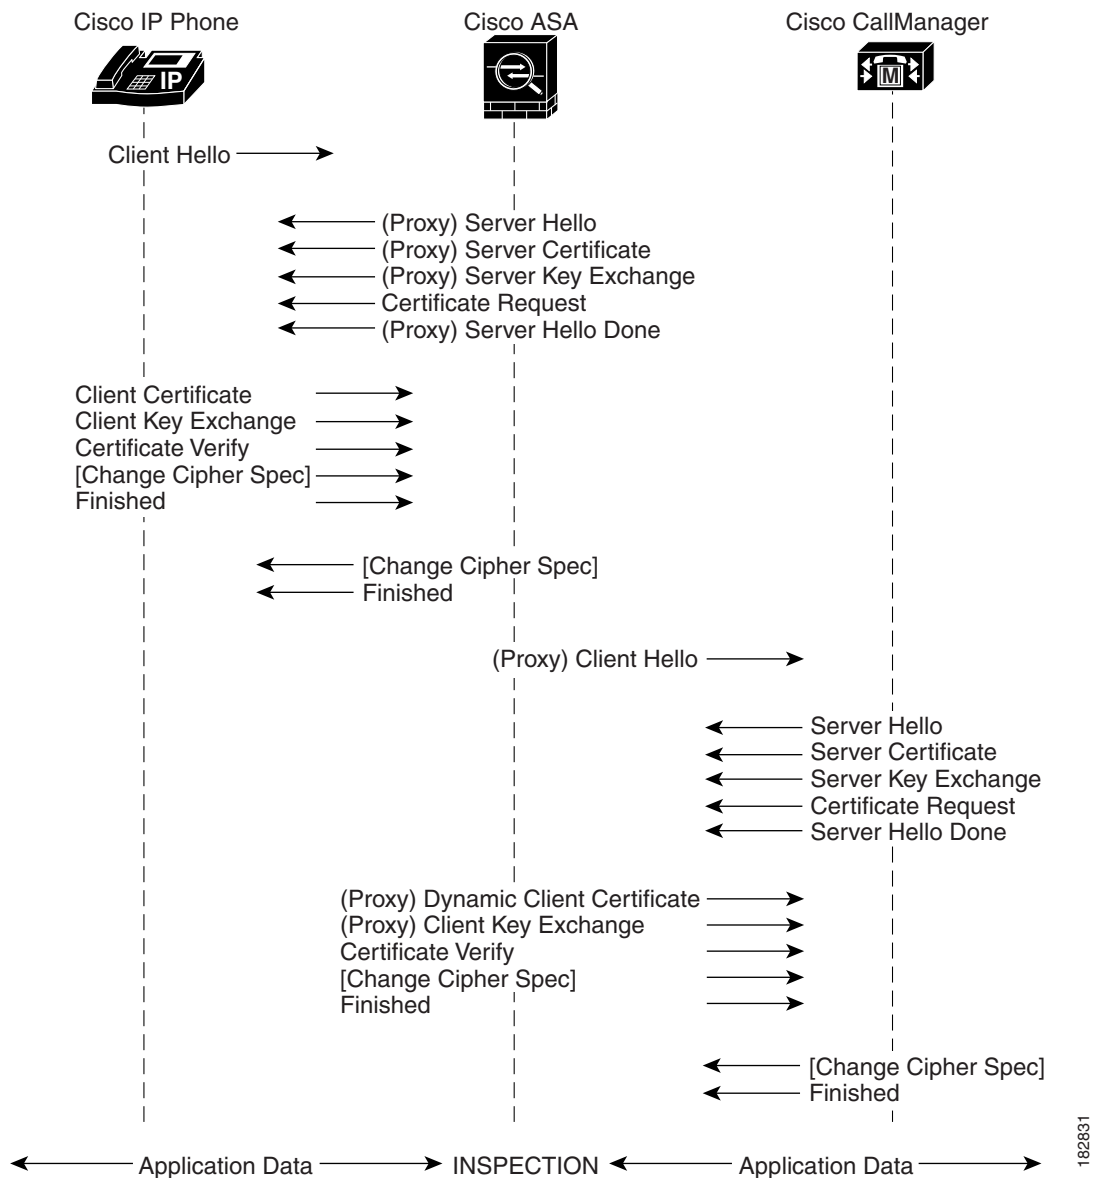 Cisco IP Phone
Cisco ASA
Cisco CallManager
IP
M
Client Hello
(Proxy) Server Hello
(Proxy) Server Certificate
(Proxy) Server Key Exchange
Certificate Request
(Proxy) Server Hello Done
Client Certificate
Client Key Exchange
Certificate Verify
[Change Cipher Spec]
Finished
[Change Cipher Spec]
Finished
(Proxy) Client Hello
Server Hello
Server Certificate
Server Key Exchange
Certificate Request
Server Hello Done
(Proxy) Dynamic Client Certificate
(Proxy) Client Key Exchange
Certificate Verify
[Change Cipher Spec]
Finished
[Change Cipher Spec]
Finished
Application Data
INSPECTION
Application Data
182831